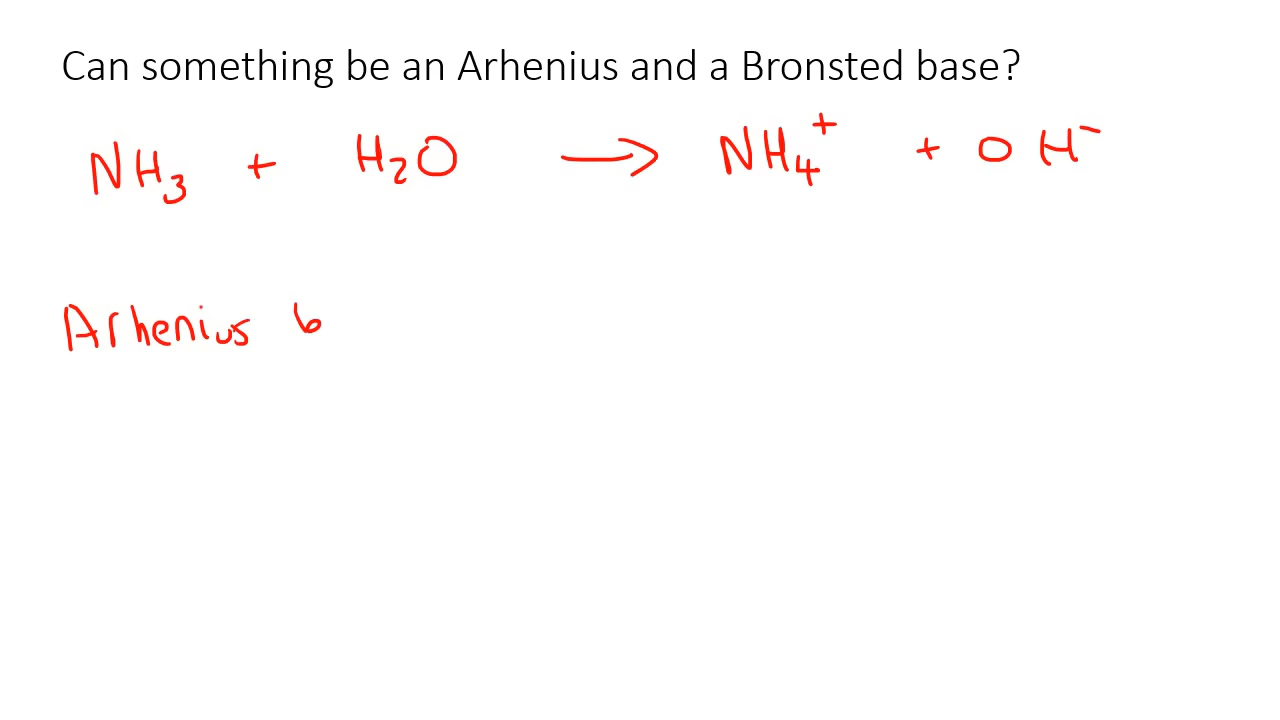 Can something be an Arhenius and a Bronsted base?
NH₃ + H₂O → NH₄⁺ + OH⁻
Arhenius b